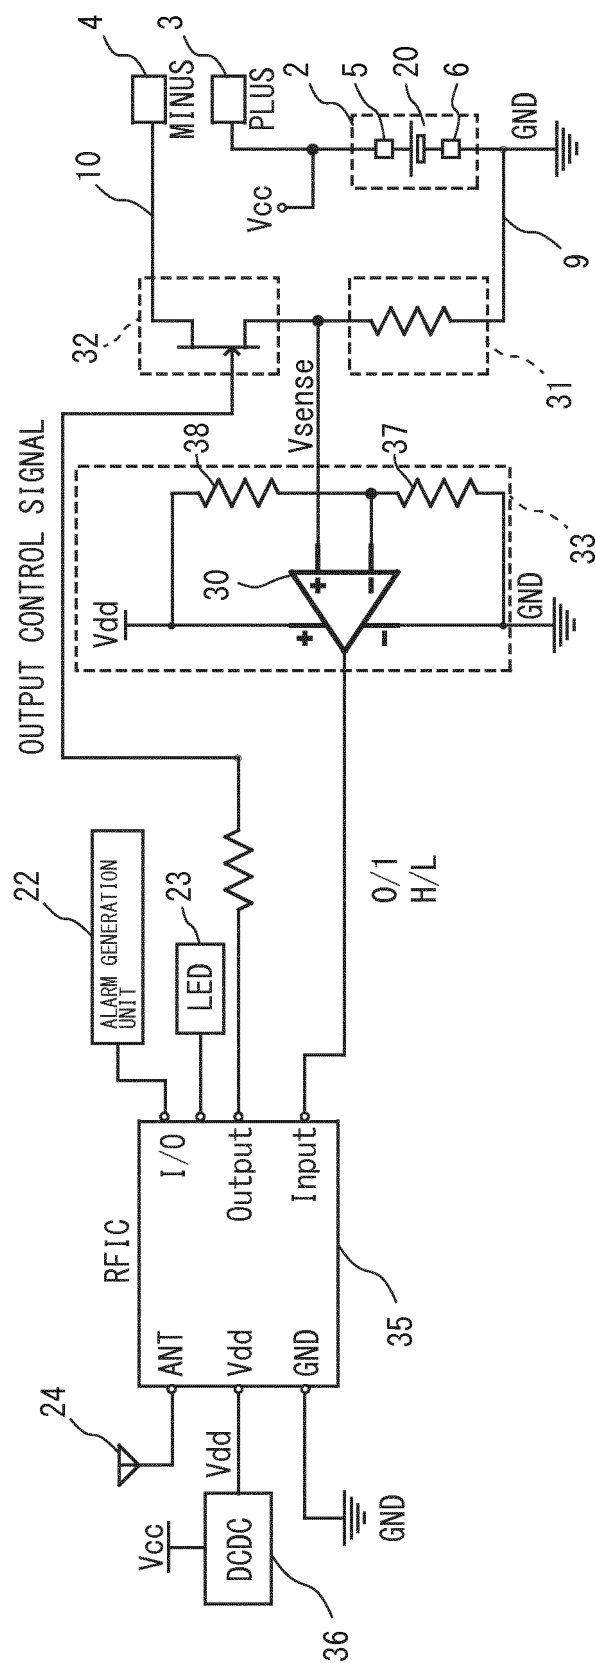 4
3
MINUS
PLUS
2
5
20
6
GND
10
Vcc
9
32
31
Vsense
OUTPUT CONTROL SIGNAL
38
37
33
30
Vdd
GND
22
ALARM GENERATION
UNIT
23
LED
0/1
H/L
I/O
Output
Input
RFIC
35
ANT
Vdd
GND
24
Vdd
Vcc
DCDC
GND
36